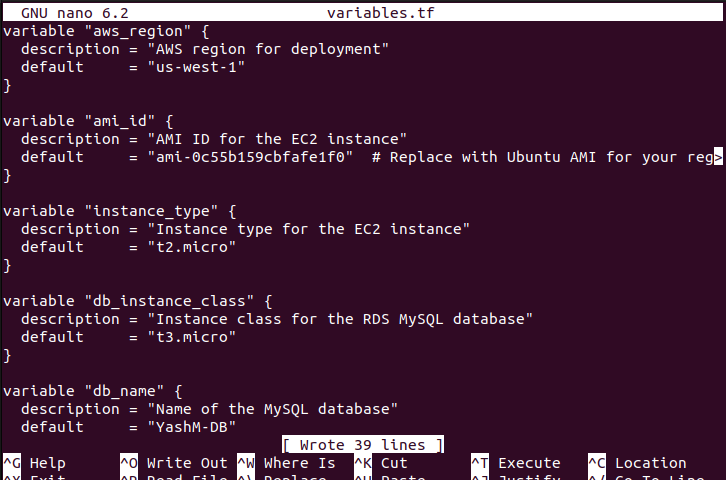 GNU nano 6.2                      variables.tf
variable "aws_region" {
  description = "AWS region for deployment"
  default     = "us-west-1"
}
variable "ami_id" {
  description = "AMI ID for the EC2 instance"
  default     = "ami-0c55b159cbfafe1f0"  # Replace with Ubuntu AMI for your reg>
}
variable "instance_type" {
  description = "Instance type for the EC2 instance"
  default     = "t2.micro"
}
variable "db_instance_class" {
  description = "Instance class for the RDS MySQL database"
  default     = "t3.micro"
}
variable "db_name" {
  description = "Name of the MySQL database"
  default     = "YashM-DB"
[ Wrote 39 lines ]
^G Help      ^O Write Out ^W Where Is  ^K Cut       ^T Execute   ^C Location
^X Exit      ^R Read File ^\ Replace   ^U Paste     ^J Justify   ^/ Go To Line